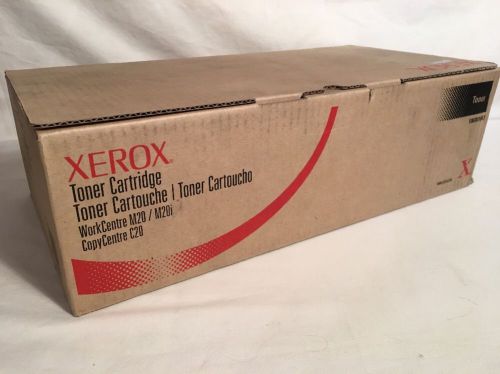 XEROX
Toner Cartridge
Toner Cartouche | Toner Cartoucho
WorkCentre M20 / M20i
CopyCentre C20
Toner
X